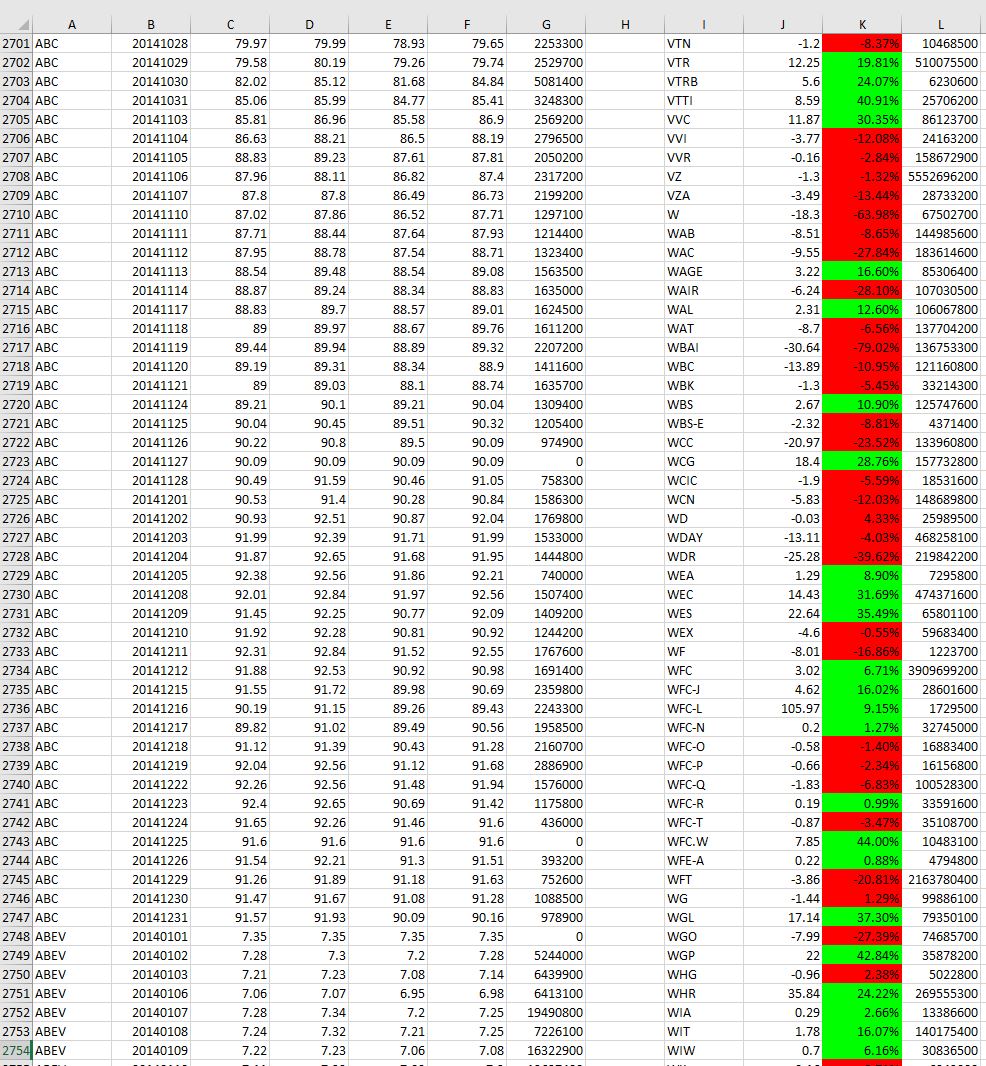 A B C D E F G H I J K L
2701 ABC 20141028 79.97 79.99 78.93 79.65 2253300 VTN -1.2 -8.37% 10468500
2702 ABC 20141029 79.58 80.19 79.26 79.74 2529700 VTR 12.25 19.81% 510075500
2703 ABC 20141030 82.02 85.12 81.68 84.84 5081400 VTRB 5.6 24.07% 6230600
2704 ABC 20141031 85.06 85.99 84.77 85.41 3248300 VTTI 8.59 40.91% 25706200
2705 ABC 20141103 85.81 86.96 85.58 86.9 2569200 VVC 11.87 30.35% 86123700
2706 ABC 20141104 86.63 88.21 86.5 88.19 2796500 VVI -3.77 -12.08% 24163200
2707 ABC 20141105 88.83 89.23 87.61 87.81 2050200 VVR -0.16 -2.84% 158672900
2708 ABC 20141106 87.96 88.11 86.82 87.4 2317200 VZ -1.3 -1.32% 5552696200
2709 ABC 20141107 87.8 87.8 86.49 86.73 2199200 VZA -3.49 -13.44% 28733200
2710 ABC 20141110 87.02 87.86 86.52 87.71 1297100 W -18.3 -63.98% 67502700
2711 ABC 20141111 87.71 88.44 87.64 87.93 1214400 WAB -8.51 -8.65% 144985600
2712 ABC 20141112 87.95 88.78 87.54 88.71 1323400 WAC -9.55 -27.84% 183614600
2713 ABC 20141113 88.54 89.48 88.54 89.08 1563500 WAGE 3.22 16.60% 85306400
2714 ABC 20141114 88.87 89.24 88.34 88.83 1635000 WAIR -6.24 -28.10% 107030500
2715 ABC 20141117 88.83 89.7 88.57 89.01 1624500 WAL 2.31 12.60% 106067800
2716 ABC 20141118 89 89.97 88.67 89.76 1611200 WAT -8.7 -6.56% 137704200
2717 ABC 20141119 89.44 89.94 88.89 89.32 2207200 WBAI -30.64 -79.02% 136753300
2718 ABC 20141120 89.19 89.31 88.34 88.9 1411600 WBC -13.89 -10.95% 121160800
2719 ABC 20141121 89 89.03 88.1 88.74 1635700 WBK -1.3 -5.45% 33214300
2720 ABC 20141124 89.21 90.1 89.21 90.04 1309400 WBS 2.67 10.90% 125747600
2721 ABC 20141125 90.04 90.45 89.51 90.32 1205400 WBS-E -2.32 -8.81% 4371400
2722 ABC 20141126 90.22 90.8 89.5 90.09 974900 WCC -20.97 -23.52% 133960800
2723 ABC 20141127 90.09 90.09 90.09 90.09 0 WCG 18.4 28.76% 157732800
2724 ABC 20141128 90.49 91.59 90.46 91.05 758300 WCIC -1.9 -5.59% 18531600
2725 ABC 20141201 90.53 91.4 90.28 90.84 1586300 WCN -5.83 -12.03% 148689800
2726 ABC 20141202 90.93 92.51 90.87 92.04 1769800 WD -0.03 4.33% 25989500
2727 ABC 20141203 91.99 92.39 91.71 91.99 1533000 WDAY -13.11 -4.03% 468258100
2728 ABC 20141204 91.87 92.65 91.68 91.95 1444800 WDR -25.28 -39.62% 219842200
2729 ABC 20141205 92.38 92.56 91.86 92.21 740000 WEA 1.29 8.90% 7295800
2730 ABC 20141208 92.01 92.84 91.97 92.56 1507400 WEC 14.43 31.69% 474371600
2731 ABC 20141209 91.45 92.25 90.77 92.09 1409200 WES 22.64 35.49% 65801100
2732 ABC 20141210 91.92 92.28 90.81 90.92 1244200 WEX -4.6 -0.55% 59683400
2733 ABC 20141211 92.31 92.84 91.52 92.55 1767600 WF -8.01 -16.86% 1223700
2734 ABC 20141212 91.88 92.53 90.92 90.98 1691400 WFC 3.02 6.71% 3909699200
2735 ABC 20141215 91.55 91.72 89.98 90.69 2359800 WFC-J 4.62 16.02% 28601600
2736 ABC 20141216 90.19 91.15 89.26 89.43 2243300 WFC-L 105.97 9.15% 1729500
2737 ABC 20141217 89.82 91.02 89.49 90.56 1958500 WFC-N 0.2 1.27% 32745000
2738 ABC 20141218 91.12 91.39 90.43 91.28 2160700 WFC-O -0.58 -1.40% 16883400
2739 ABC 20141219 92.04 92.56 91.12 91.68 2886900 WFC-P -0.66 -2.34% 16156800
2740 ABC 20141222 92.26 92.56 91.48 91.94 1576000 WFC-Q -1.83 -6.83% 100528300
2741 ABC 20141223 92.4 92.65 90.69 91.42 1175800 WFC-R 0.19 0.99% 33591600
2742 ABC 20141224 91.65 92.26 91.46 91.6 436000 WFC-T -0.87 -3.47% 35108700
2743 ABC 20141225 91.6 91.6 91.6 91.6 0 WFC.W 7.85 44.00% 10483100
2744 ABC 20141226 91.54 92.21 91.3 91.51 393200 WFE-A 0.22 0.88% 4794800
2745 ABC 20141229 91.26 91.89 91.18 91.63 752600 WFT -3.86 -20.81% 2163780400
2746 ABC 20141230 91.47 91.67 91.08 91.28 1088500 WG -1.44 1.29% 99886100
2747 ABC 20141231 91.57 91.93 90.09 90.16 978900 WGL 17.14 37.30% 79350100
2748 ABEV 20140101 7.35 7.35 7.35 7.35 0 WGO -7.99 -27.39% 74685700
2749 ABEV 20140102 7.28 7.3 7.2 7.28 5244000 WGP 22 42.84% 35878200
2750 ABEV 20140103 7.21 7.23 7.08 7.14 6439900 WHG -0.96 2.38% 5022800
2751 ABEV 20140106 7.06 7.07 6.95 6.98 6413100 WHR 35.84 24.22% 269555300
2752 ABEV 20140107 7.28 7.34 7.2 7.25 19490800 WIA 0.29 2.66% 13386600
2753 ABEV 20140108 7.24 7.32 7.21 7.25 7226100 WIT 1.78 16.07% 140175400
2754 ABEV 20140109 7.22 7.23 7.06 7.08 16322900 WIW 0.7 6.16% 30836500